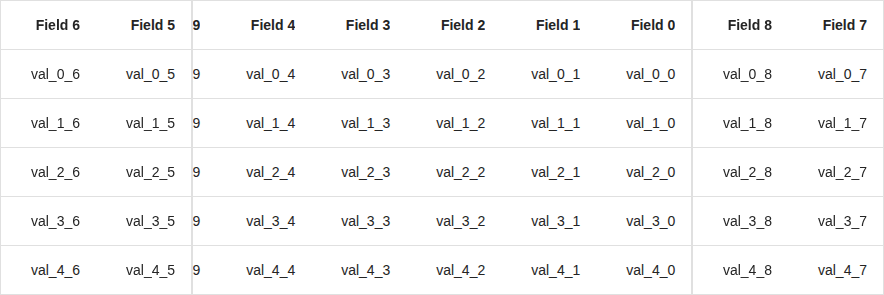 Field 6 Field 5 9 Field 4 Field 3 Field 2 Field 1 Field 0 Field 8 Field 7
val_0_6 val_0_5 9 val_0_4 val_0_3 val_0_2 val_0_1 val_0_0 val_0_8 val_0_7
val_1_6 val_1_5 9 val_1_4 val_1_3 val_1_2 val_1_1 val_1_0 val_1_8 val_1_7
val_2_6 val_2_5 9 val_2_4 val_2_3 val_2_2 val_2_1 val_2_0 val_2_8 val_2_7
val_3_6 val_3_5 9 val_3_4 val_3_3 val_3_2 val_3_1 val_3_0 val_3_8 val_3_7
val_4_6 val_4_5 9 val_4_4 val_4_3 val_4_2 val_4_1 val_4_0 val_4_8 val_4_7